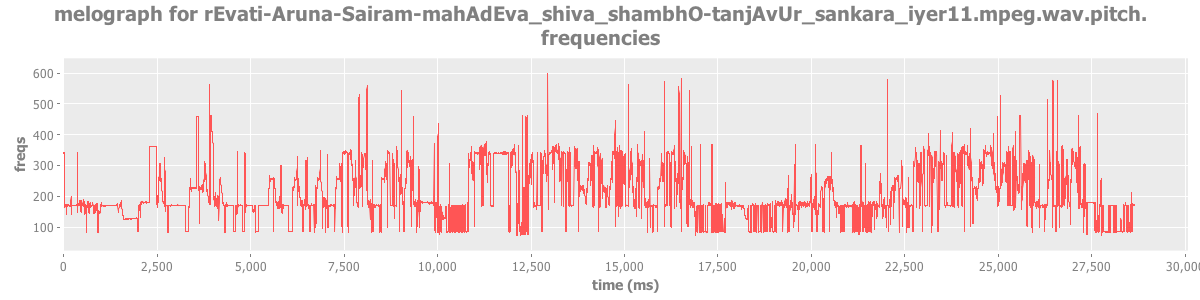 melograph for rEvati-Aruna-Sairam-mahAdEva_shiva_shambhO-tanjAvUr_sankara_iyer11.mpeg.wav.pitch.
frequencies
600
500
400
300
200
100
freqs
0 2,500 5,000 7,500 10,000 12,500 15,000 17,500 20,000 22,500 25,000 27,500 30,000
time (ms)